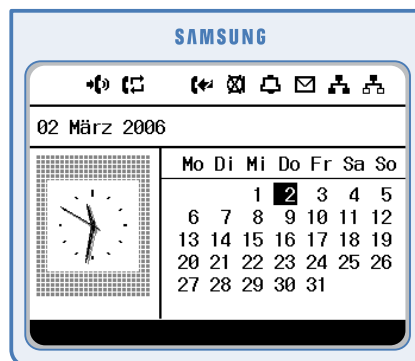 SAMSUNG
02 März 2006
Mo Di Mi Do Fr Sa So
1 2 3 4 5
6 7 8 9 10 11 12
13 14 15 16 17 18 19
20 21 22 23 24 25 26
27 28 29 30 31